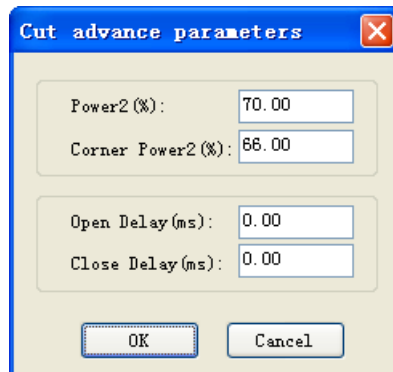 Cut advance parameters
Power2(%): 70.00
Corner Power2(%): 66.00
Open Delay(ms): 0.00
Close Delay(ms): 0.00
OK Cancel